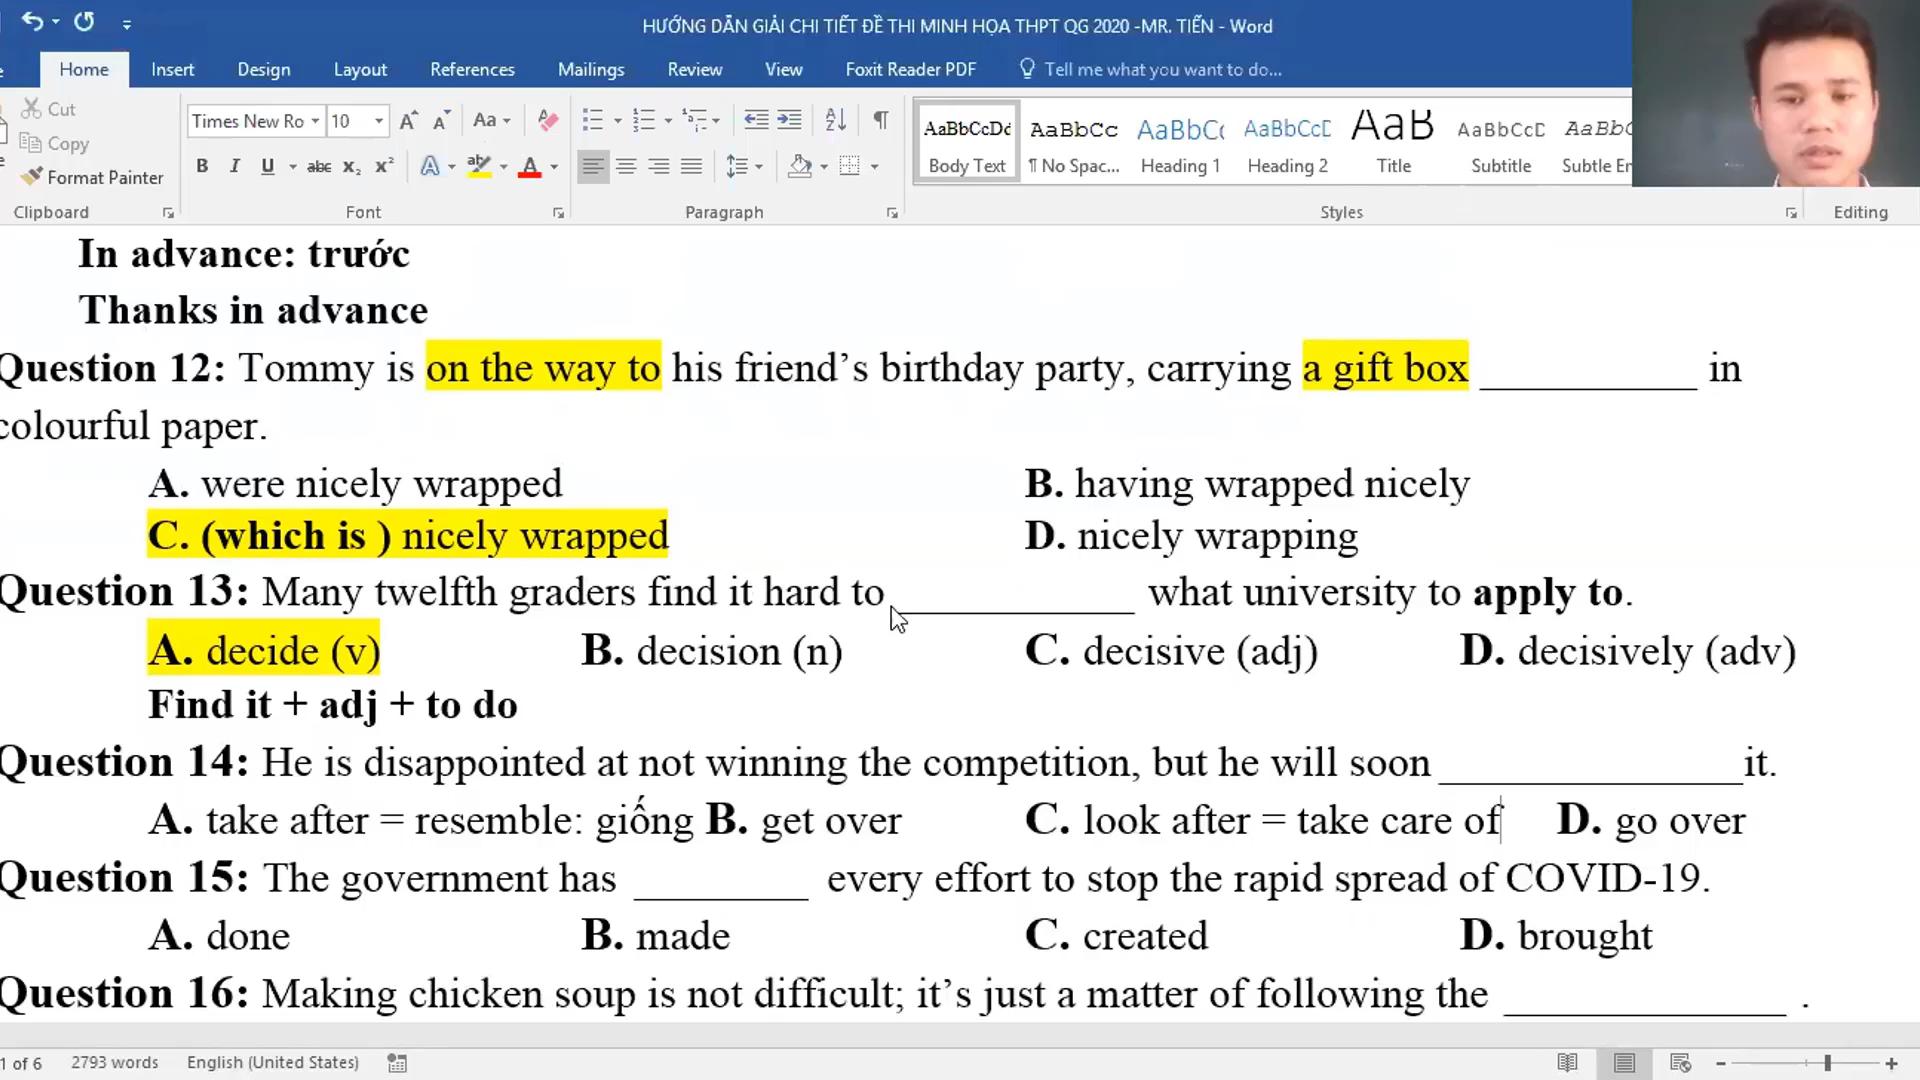 HƯỚNG DẪN GIẢI CHI TIẾT ĐỀ THI MINH HỌA THPT QG 2020 -MR. TIẾN - Word
Home Insert Design Layout References Mailings Review View Foxit Reader PDF Tell me what you want to do...
Cut
Copy
Format Painter
Clipboard
Times New Ro 10
Font
Paragraph
AaBbCcDd AaBbCc AaBbC AaBbCcD AaB AaBbCcD AaBbC
Body Text ¶ No Spac... Heading 1 Heading 2 Title Subtitle Subtle
Styles
Editing
In advance: trước
Thanks in advance
Question 12: Tommy is on the way to his friend's birthday party, carrying a gift box ___________ in
colourful paper.
A. were nicely wrapped B. having wrapped nicely
C. (which is ) nicely wrapped D. nicely wrapping
Question 13: Many twelfth graders find it hard to ____________ what university to apply to.
A. decide (v) B. decision (n) C. decisive (adj) D. decisively (adv)
Find it + adj + to do
Question 14: He is disappointed at not winning the competition, but he will soon _______________it.
A. take after = resemble: giống B. get over C. look after = take care of D. go over
Question 15: The government has _________ every effort to stop the rapid spread of COVID-19.
A. done B. made C. created D. brought
Question 16: Making chicken soup is not difficult; it's just a matter of following the ______________ .
1 of 6 2793 words English (United States)